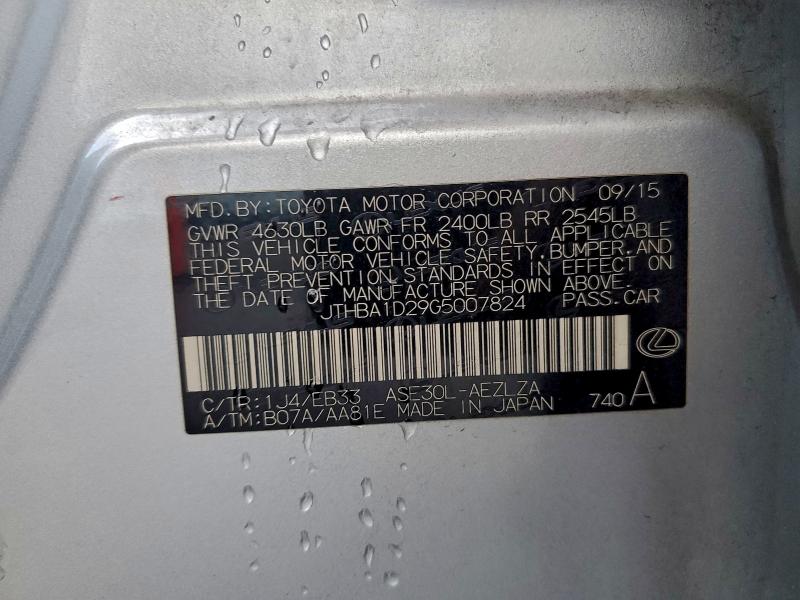 MFD.BY:TOYOTA MOTOR CORPORATION 09/15
GVWR 4630LB GAWR FR 2400LB RR 2545LB
THIS VEHICLE CONFORMS TO ALL APPLICABLE
FEDERAL MOTOR VEHICLE SAFETY,BUMPER,AND
THEFT PREVENTION STANDARDS IN EFFECT ON
THE DATE OF MANUFACTURE SHOWN ABOVE.
JTHBA1D29G5007824 PASS.CAR
C/TR:1J4/EB33 ASE30L-AEZLZA
A/TM:B07A/AA81E MADE IN JAPAN 740 A